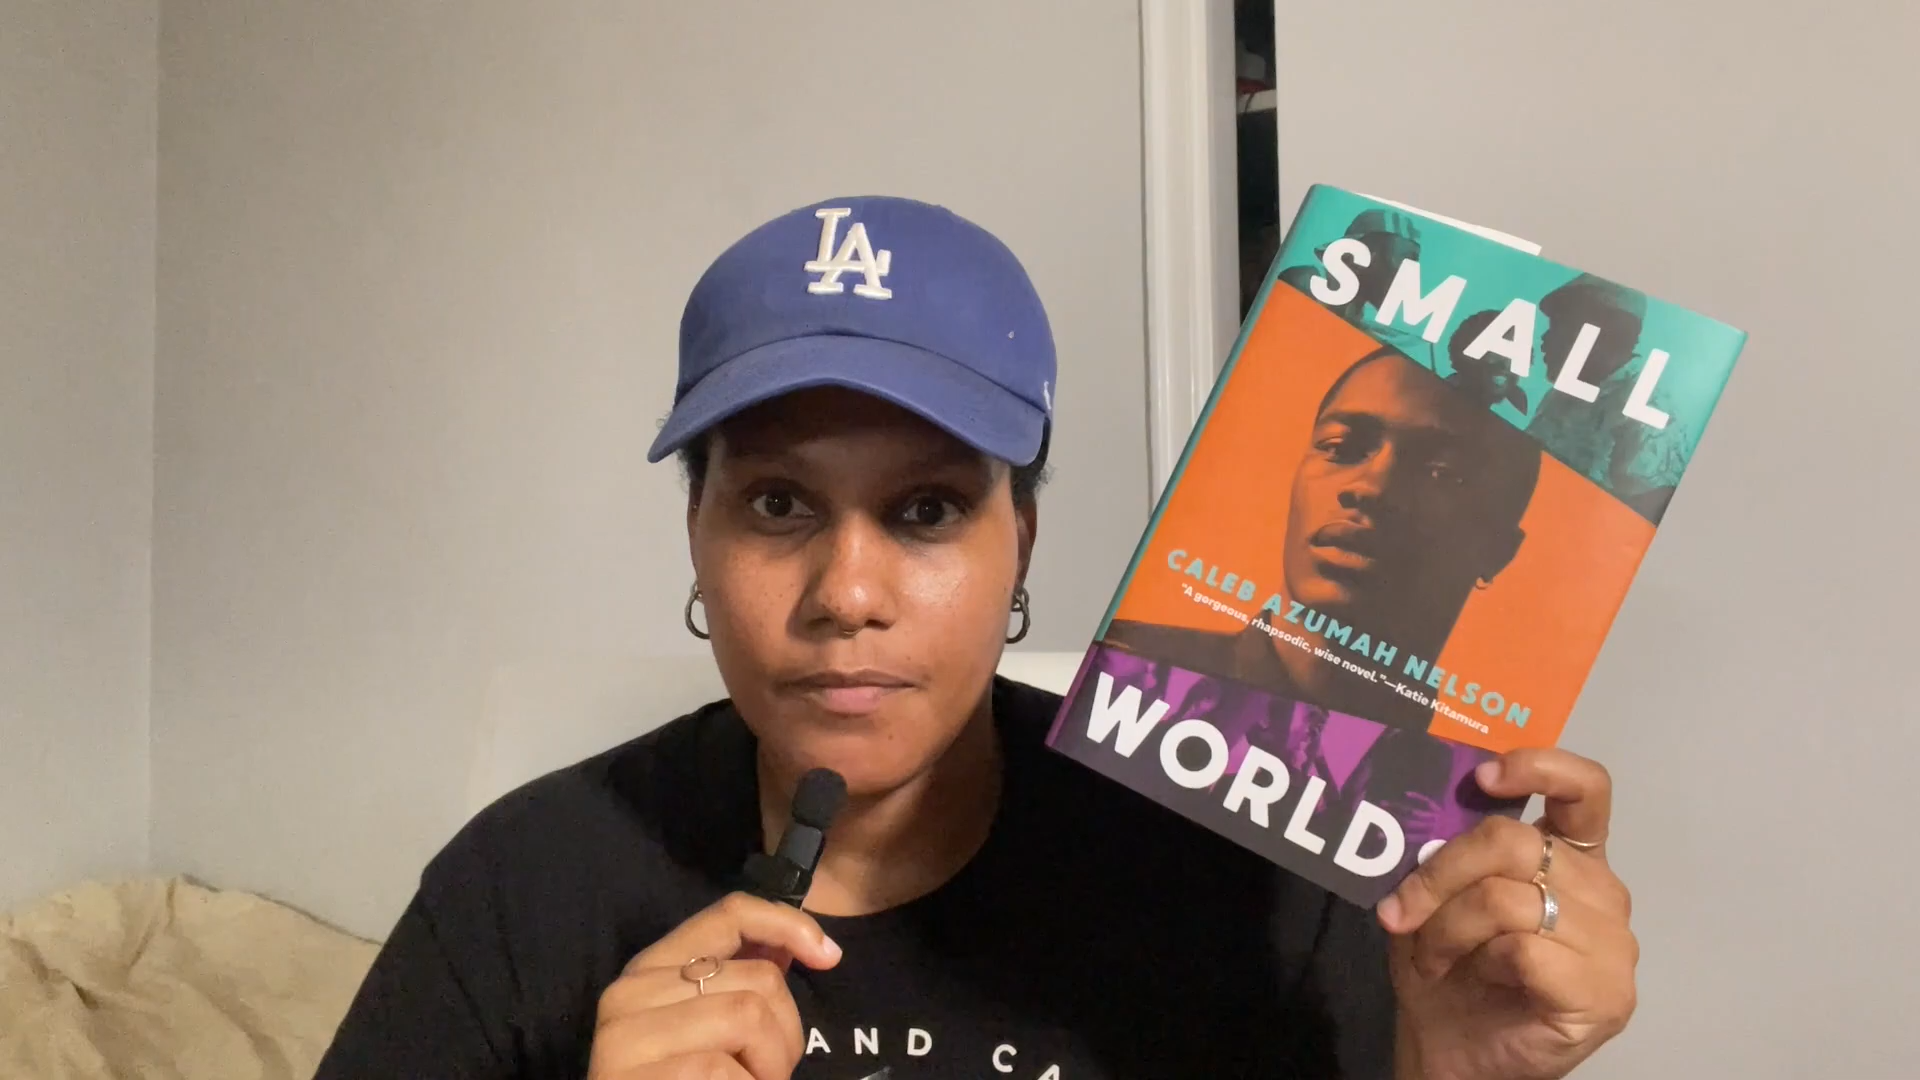 LA
SMALL
CALEB AZUMAH NELSON
"A gorgeous, rhapsodic, wise novel."—Katie Kitamura
WORLDS
AND CA